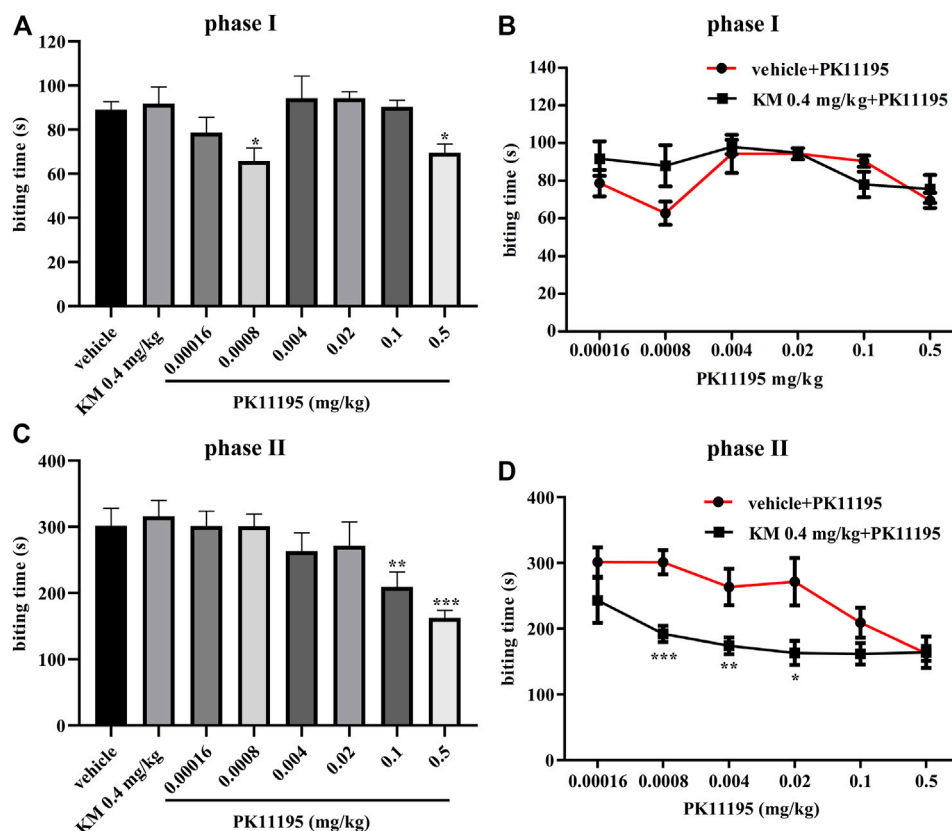 A
phase I
biting time (s)
120
100
80
60
40
20
0
*
*
vehicle
KM 0.4 mg/kg
0.00016
0.0008
0.004
0.02
0.1
0.5
PK11195 (mg/kg)
B
phase I
vehicle+PK11195
KM 0.4 mg/kg+PK11195
biting time (s)
140
120
100
80
60
40
20
0
0.00016
0.0008
0.004
0.02
0.1
0.5
PK11195 mg/kg
C
phase II
biting time (s)
400
300
200
100
0
**
***
vehicle
KM 0.4 mg/kg
0.00016
0.0008
0.004
0.02
0.1
0.5
PK11195 (mg/kg)
D
phase II
vehicle+PK11195
KM 0.4 mg/kg+PK11195
biting time (s)
400
300
200
100
0
***
**
*
0.00016
0.0008
0.004
0.02
0.1
0.5
PK11195 (mg/kg)